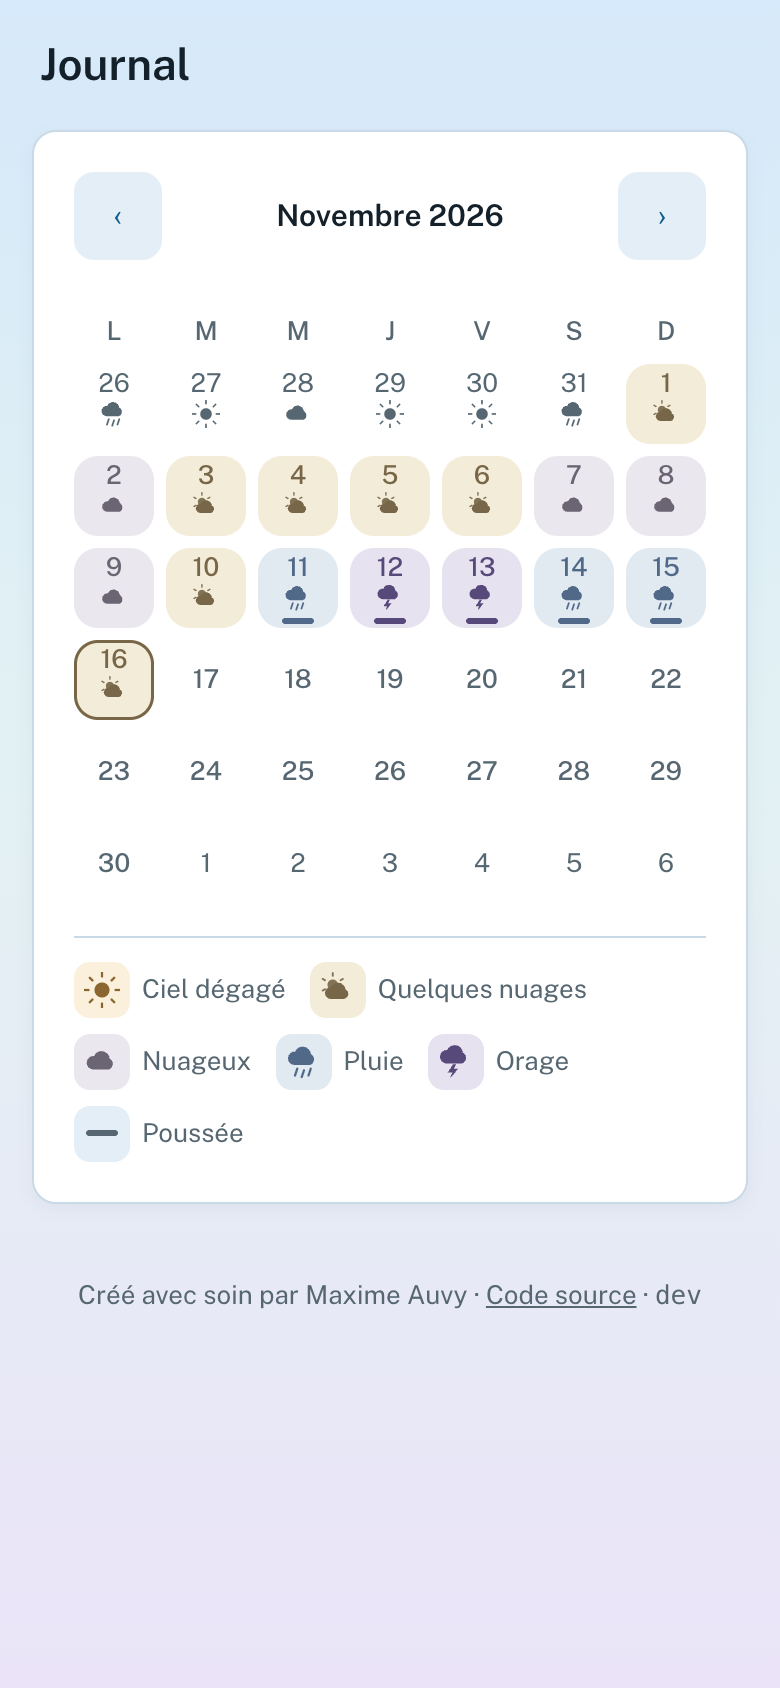 Journal
‹ Novembre 2026 ›
L M M J V S D
26 27 28 29 30 31 1
2 3 4 5 6 7 8
9 10 11 12 13 14 15
16 17 18 19 20 21 22
23 24 25 26 27 28 29
30 1 2 3 4 5 6
Ciel dégagé Quelques nuages
Nuageux Pluie Orage
Poussée
Créé avec soin par Maxime Auvy · Code source · dev